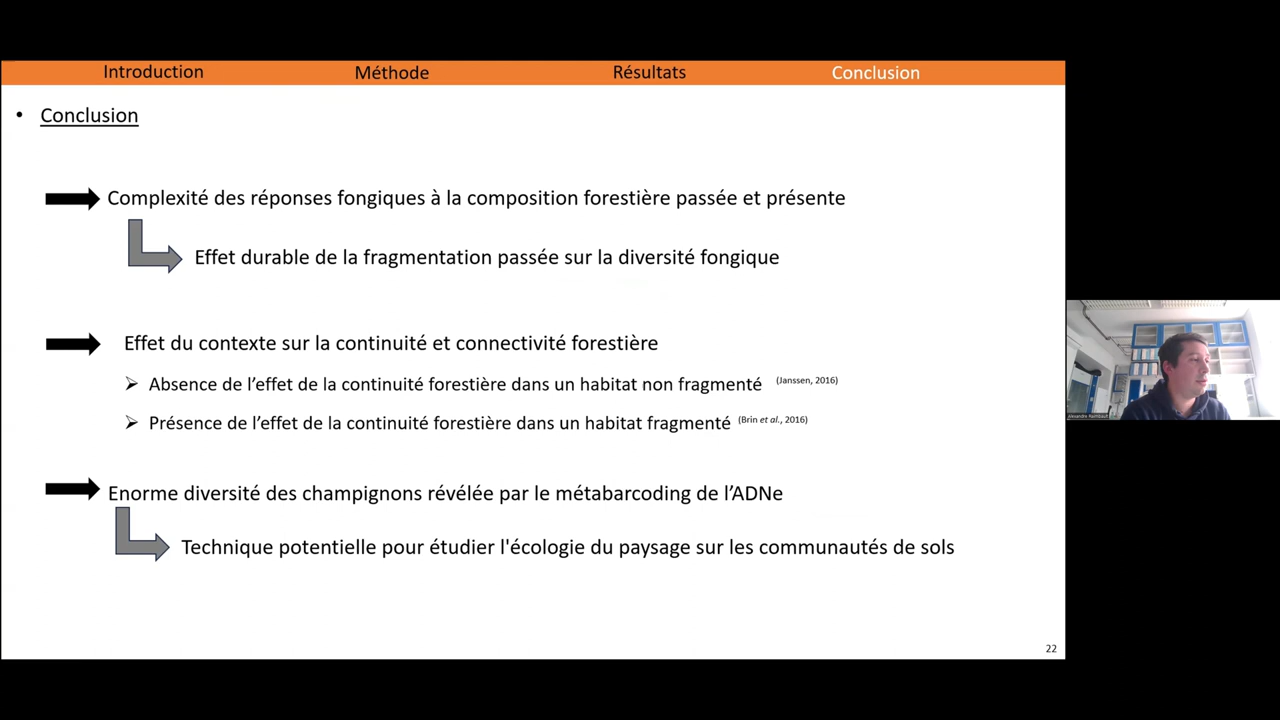 Introduction Méthode Résultats Conclusion
• Conclusion
Complexité des réponses fongiques à la composition forestière passée et présente
Effet durable de la fragmentation passée sur la diversité fongique
Effet du contexte sur la continuité et connectivité forestière
➢ Absence de l’effet de la continuité forestière dans un habitat non fragmenté (Janssen, 2016)
➢ Présence de l’effet de la continuité forestière dans un habitat fragmenté (Brin et al., 2016)
Enorme diversité des champignons révélée par le métabarcoding de l’ADNe
Technique potentielle pour étudier l'écologie du paysage sur les communautés de sols
22